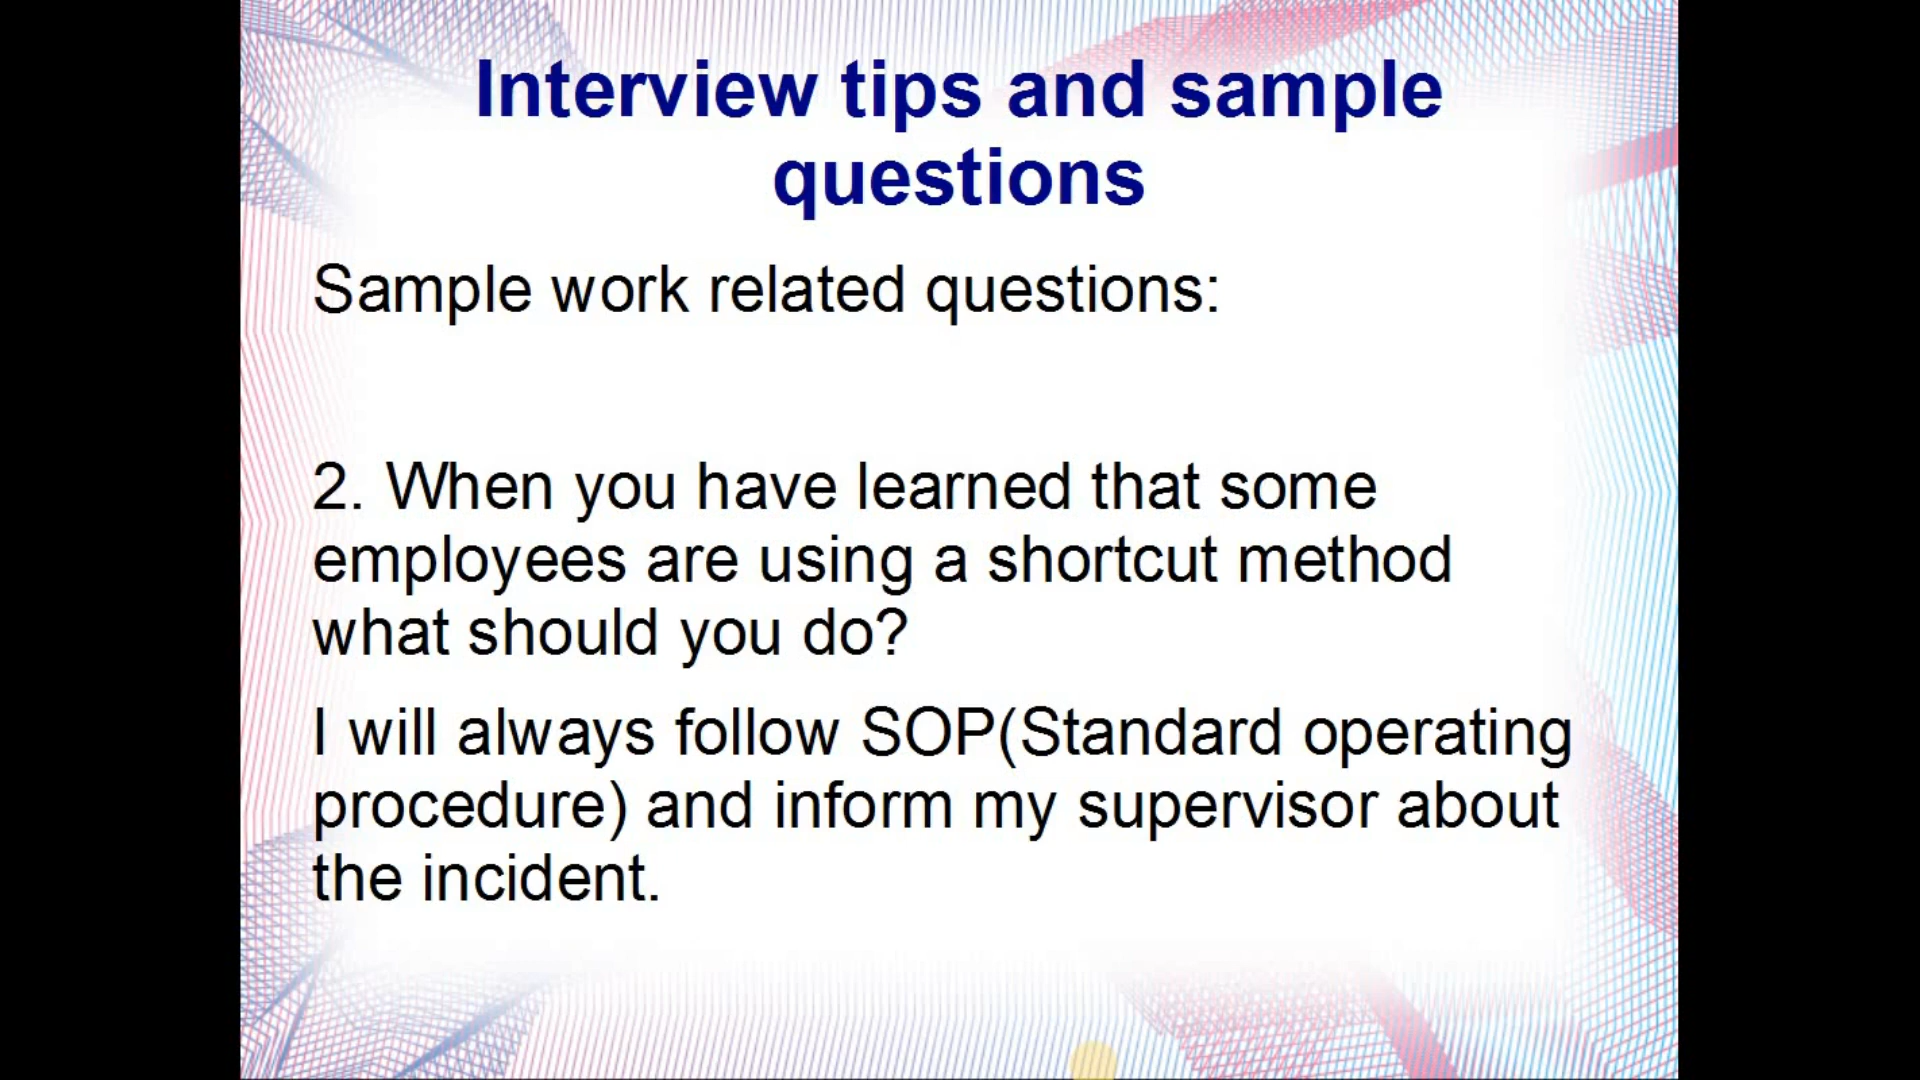 Interview tips and sample
questions
Sample work related questions:
2. When you have learned that some
employees are using a shortcut method
what should you do?
I will always follow SOP(Standard operating
procedure) and inform my supervisor about
the incident.